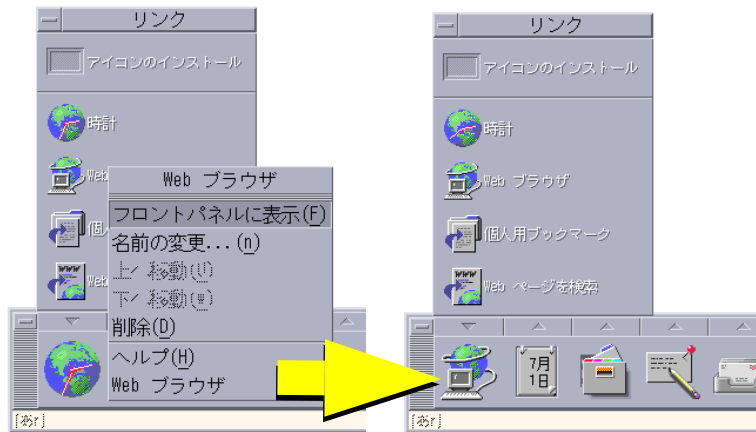 リンク
アイコンのインストール
時計
Web
Web ブラウザ
フロントパネルに表示(F)
名前の変更...(n)
上へ移動(U)
下へ移動(W)
削除(D)
ヘルプ(H)
Web ブラウザ
個
Web
[あr]
リンク
アイコンのインストール
時計
Web ブラウザ
個人用ブックマーク
Web ページを検索
7月
1日
[あr]